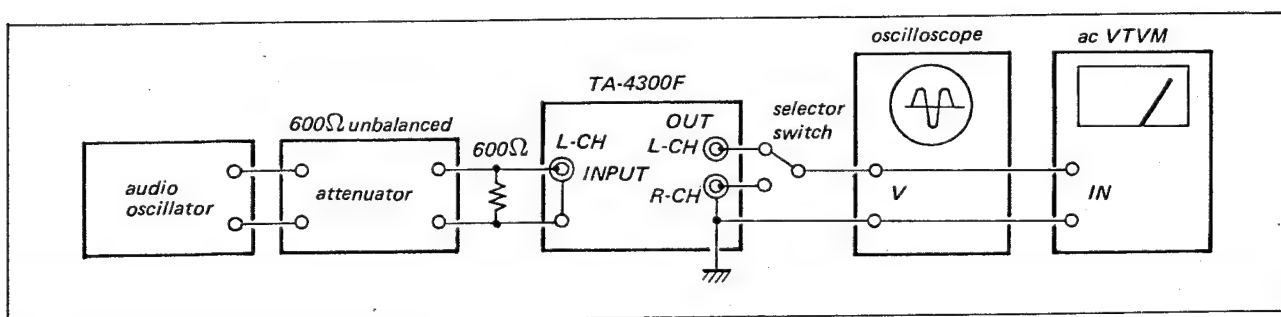 oscilloscope
ac VTVM
TA-4300F
selector
switch
600Ω unbalanced
600Ω
L-CH
INPUT
OUT
L-CH
R-CH
audio
oscillator
attenuator
V
IN